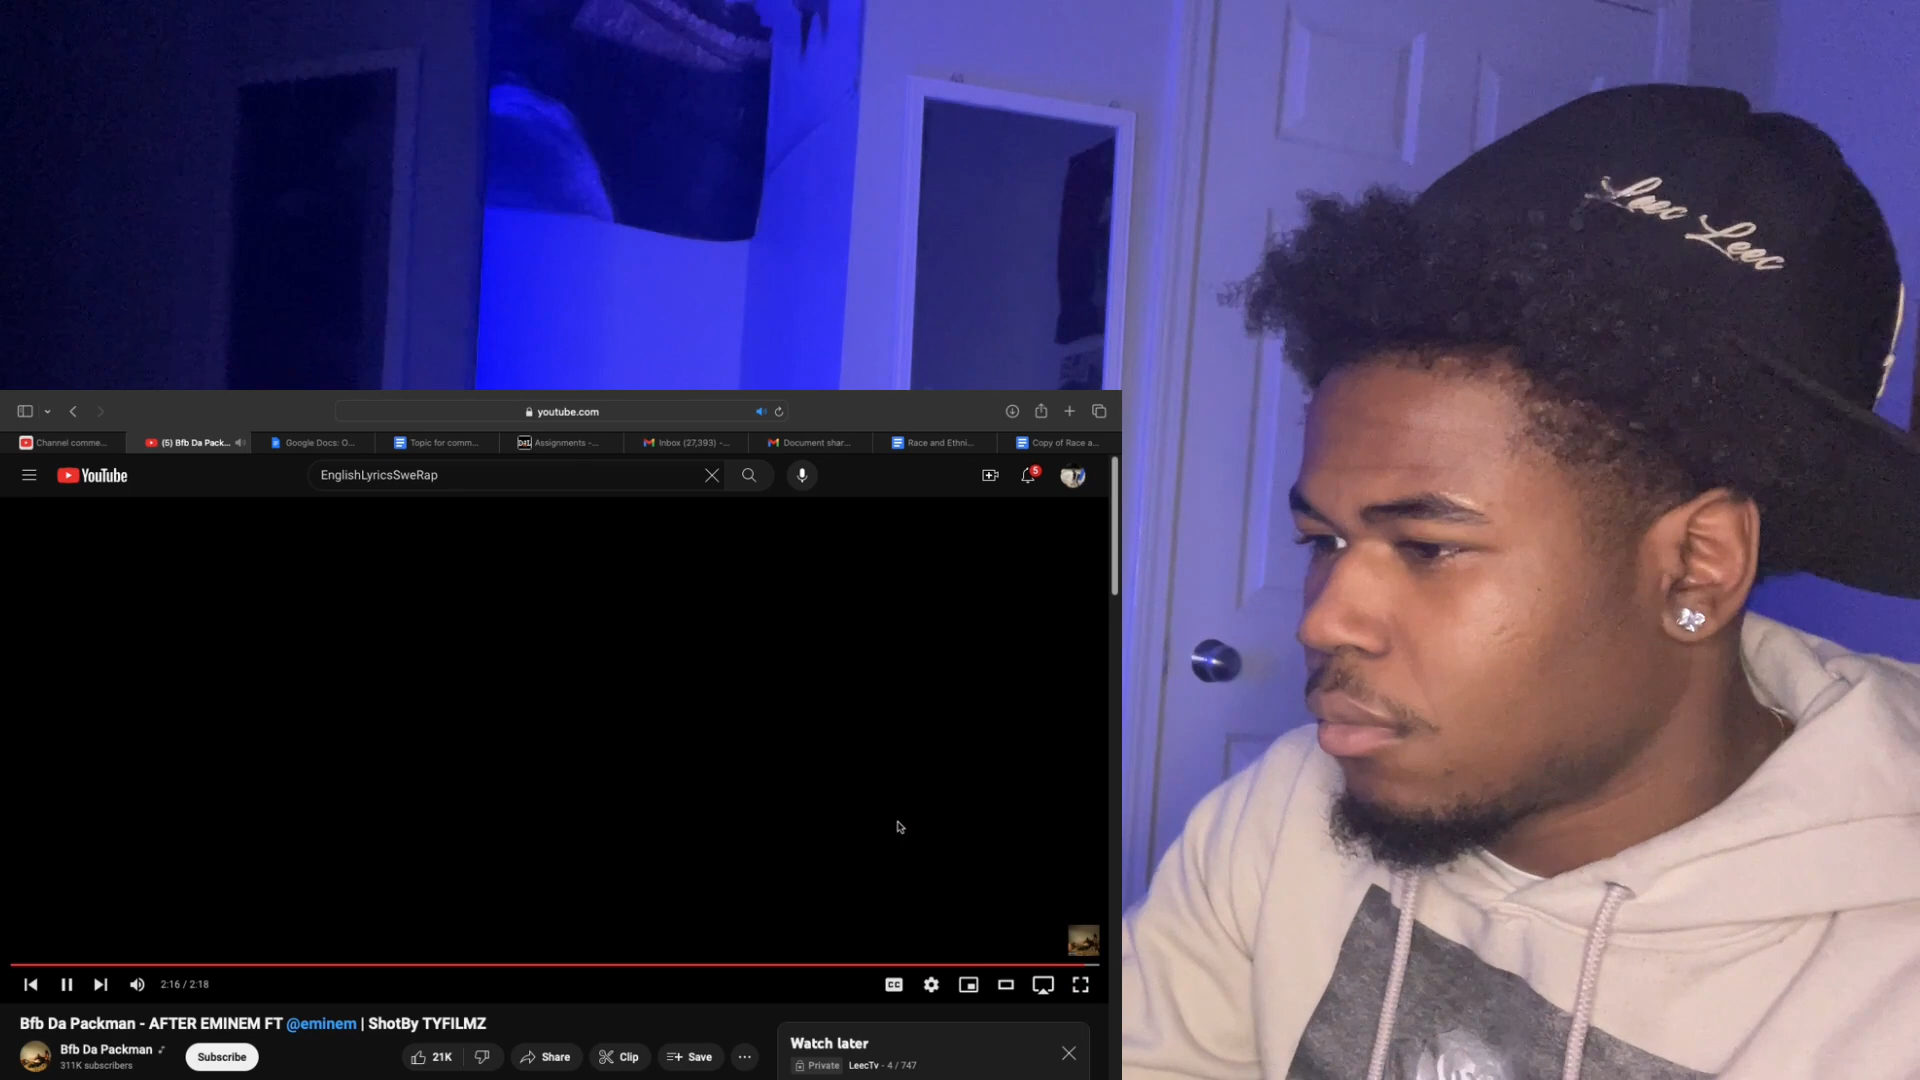 Leec Leec
youtube.com
Channel comme...
(5) Bfb Da Pack...
Google Docs: O...
Topic for comm...
Assignments -...
Inbox (27,393) -...
Document shar...
Race and Ethni...
Copy of Race a...
YouTube
EnglishLyricsSweRap
5
2:16 / 2:18
CC
Bfb Da Packman - AFTER EMINEM FT @eminem | ShotBy TYFILMZ
Bfb Da Packman
311K subscribers
Subscribe
21K
Share
Clip
Save
Watch later
Private LeecTv - 4 / 747